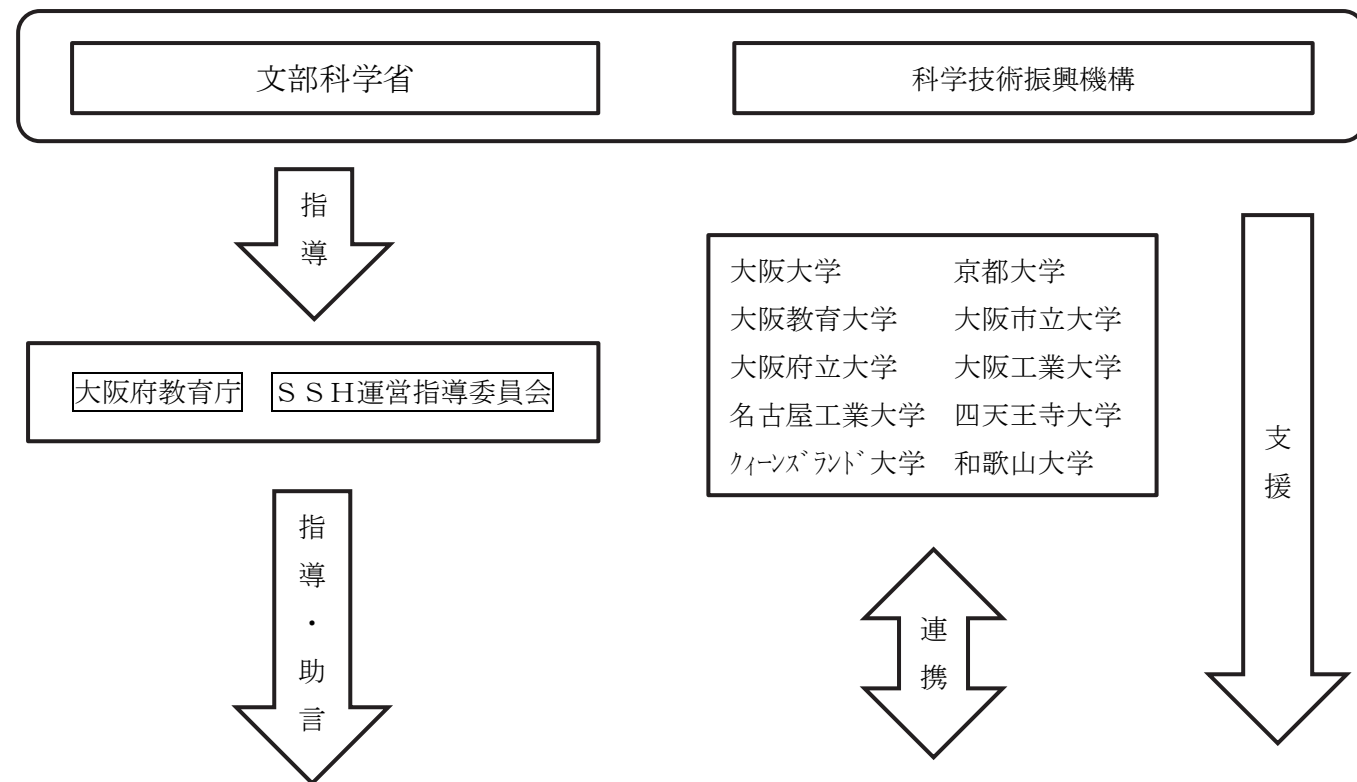 文部科学省
科学技術振興機構
指導
大阪府教育庁 ＳＳＨ運営指導委員会
指導・助言
大阪大学 京都大学
大阪教育大学 大阪市立大学
大阪府立大学 大阪工業大学
名古屋工業大学 四天王寺大学
ｸｨｰﾝｽﾞﾗﾝﾄﾞ大学 和歌山大学
連携
支援